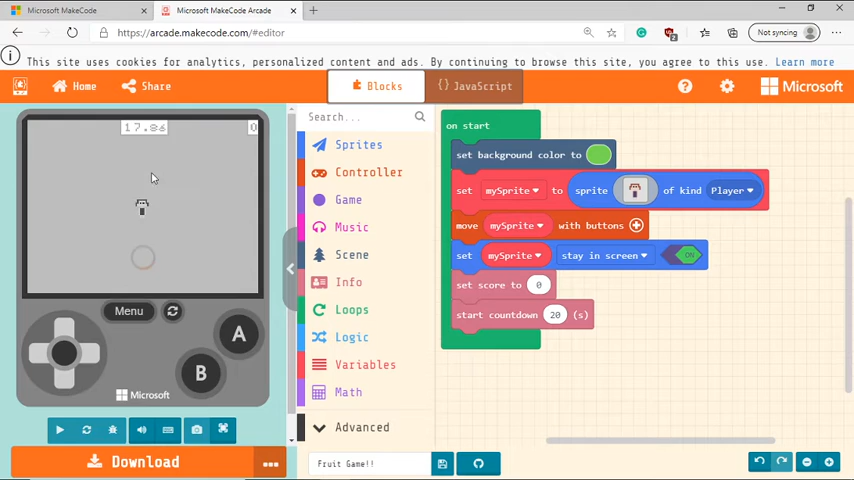 Microsoft MakeCode
Microsoft MakeCode Arcade
https://arcade.makecode.com/#editor
Not syncing
This site uses cookies for analytics, personalized content and ads. By continuing to browse this site, you agree to this use. Learn more
Home
Share
Blocks
JavaScript
Microsoft
17.86
0
Menu
A
B
Microsoft
Download
Search...
Sprites
Controller
Game
Music
Scene
Info
Loops
Logic
Variables
Math
Advanced
on start
set background color to
set mySprite to sprite of kind Player
move mySprite with buttons
set mySprite stay in screen ON
set score to 0
start countdown 20 (s)
Fruit Game!!